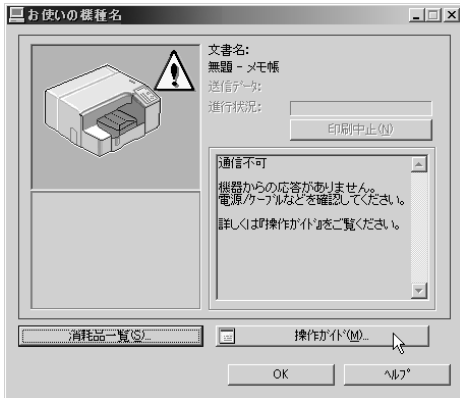 お使いの機種名
文書名:
無題 - メモ帳
送信データ:
進行状況:
印刷中止(N)
通信不可
機器からの応答がありません。
電源/ケーブルなどを確認してください。
詳しくは『操作ガイド』をご覧ください。
消耗品一覧(S)...
操作ガイド(M)...
OK
ヘルプ